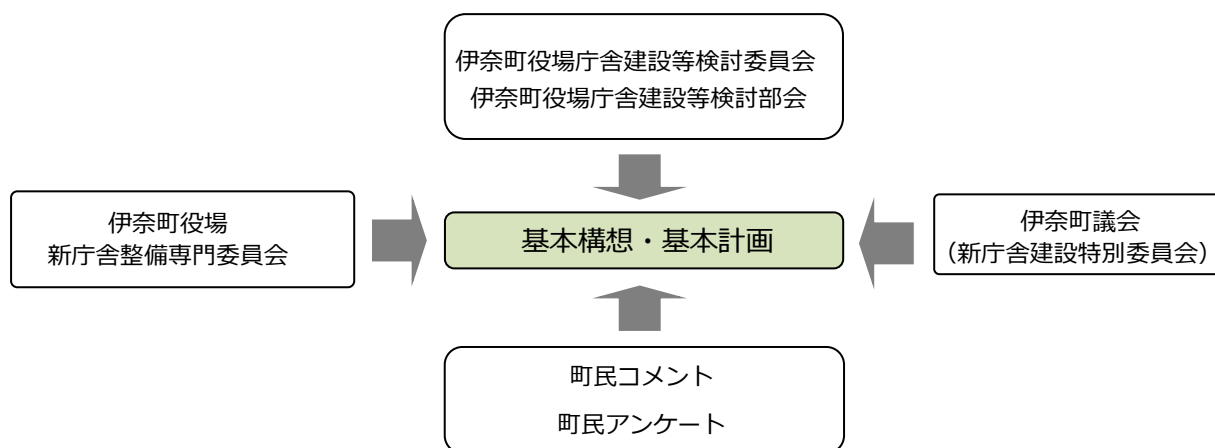 伊奈町役場庁舎建設等検討委員会
伊奈町役場庁舎建設等検討部会
伊奈町役場
新庁舎整備専門委員会
基本構想・基本計画
伊奈町議会
（新庁舎建設特別委員会）
町民コメント
町民アンケート